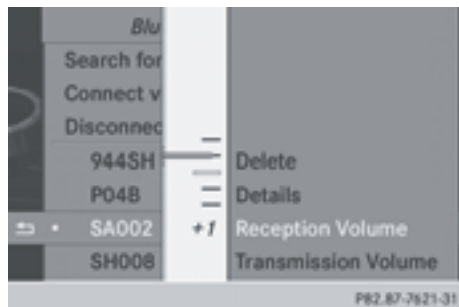 Blu
Search for
Connect v
Disconnec
944SH Delete
P04B Details
SA002 +1 Reception Volume
SH008 Transmission Volume
P82.87-7621-31